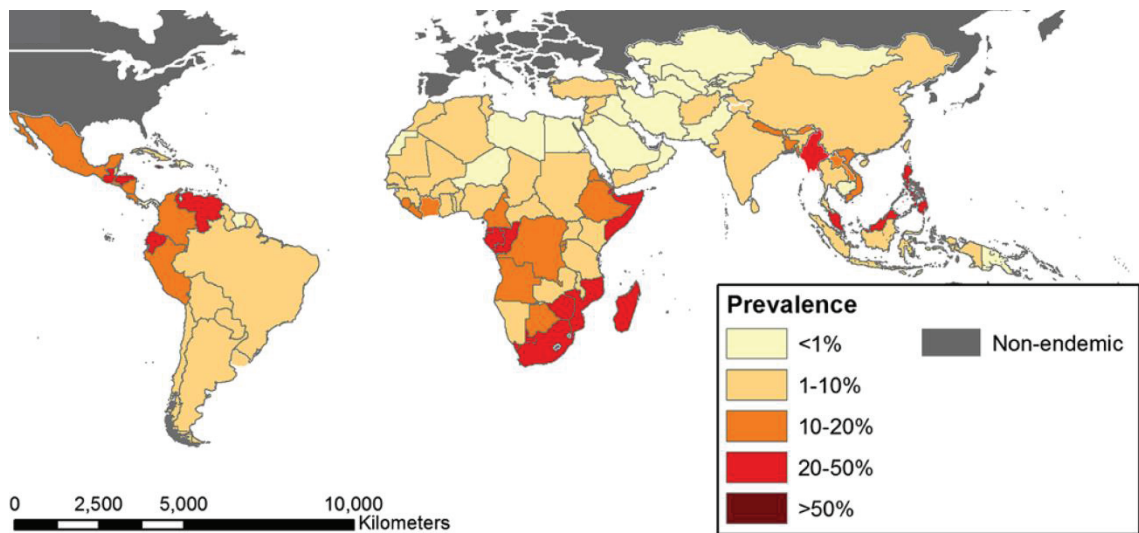 Prevalence
<1%
Non-endemic
1-10%
10-20%
20-50%
>50%
0 2,500 5,000 10,000
Kilometers